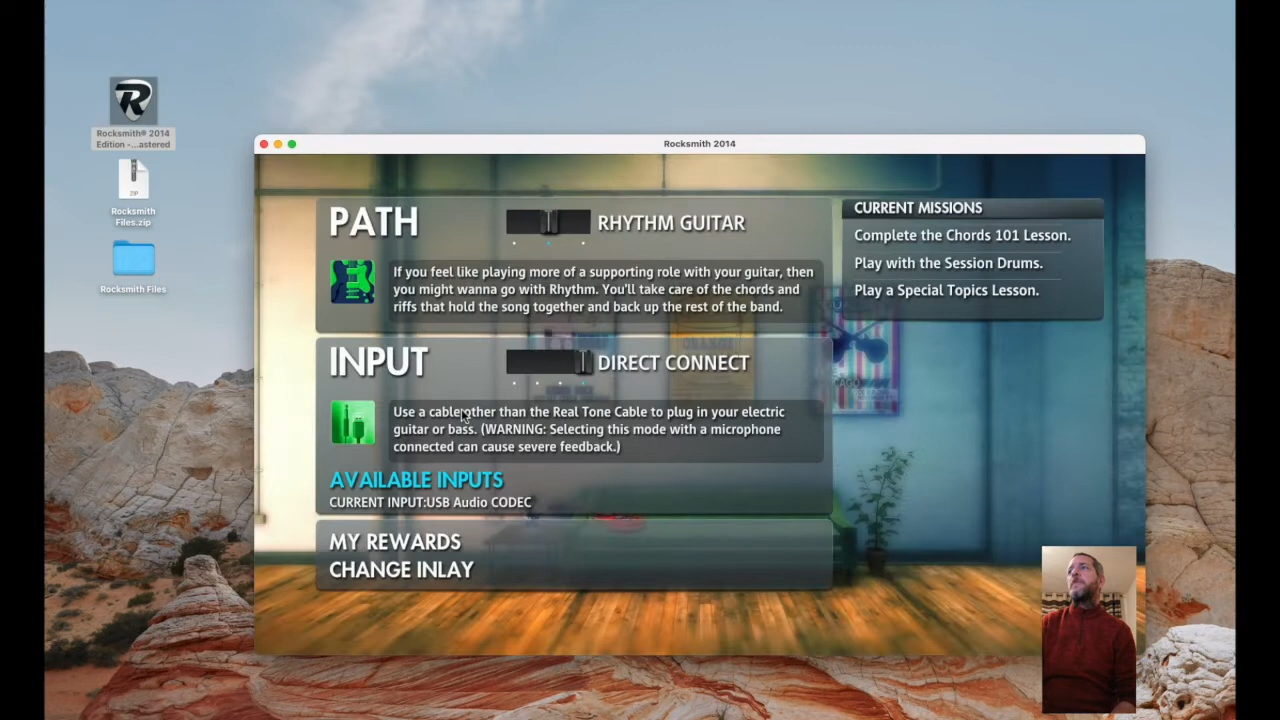 Rocksmith® 2014
Edition -...astered
ZIP
Rocksmith
Files.zip
Rocksmith Files
Rocksmith 2014
PATH
RHYTHM GUITAR
If you feel like playing more of a supporting role with your guitar, then
you might wanna go with Rhythm. You'll take care of the chords and
riffs that hold the song together and back up the rest of the band.
INPUT
DIRECT CONNECT
Use a cable other than the Real Tone Cable to plug in your electric
guitar or bass. (WARNING: Selecting this mode with a microphone
connected can cause severe feedback.)
AVAILABLE INPUTS
CURRENT INPUT:USB Audio CODEC
MY REWARDS
CHANGE INLAY
CURRENT MISSIONS
Complete the Chords 101 Lesson.
Play with the Session Drums.
Play a Special Topics Lesson.